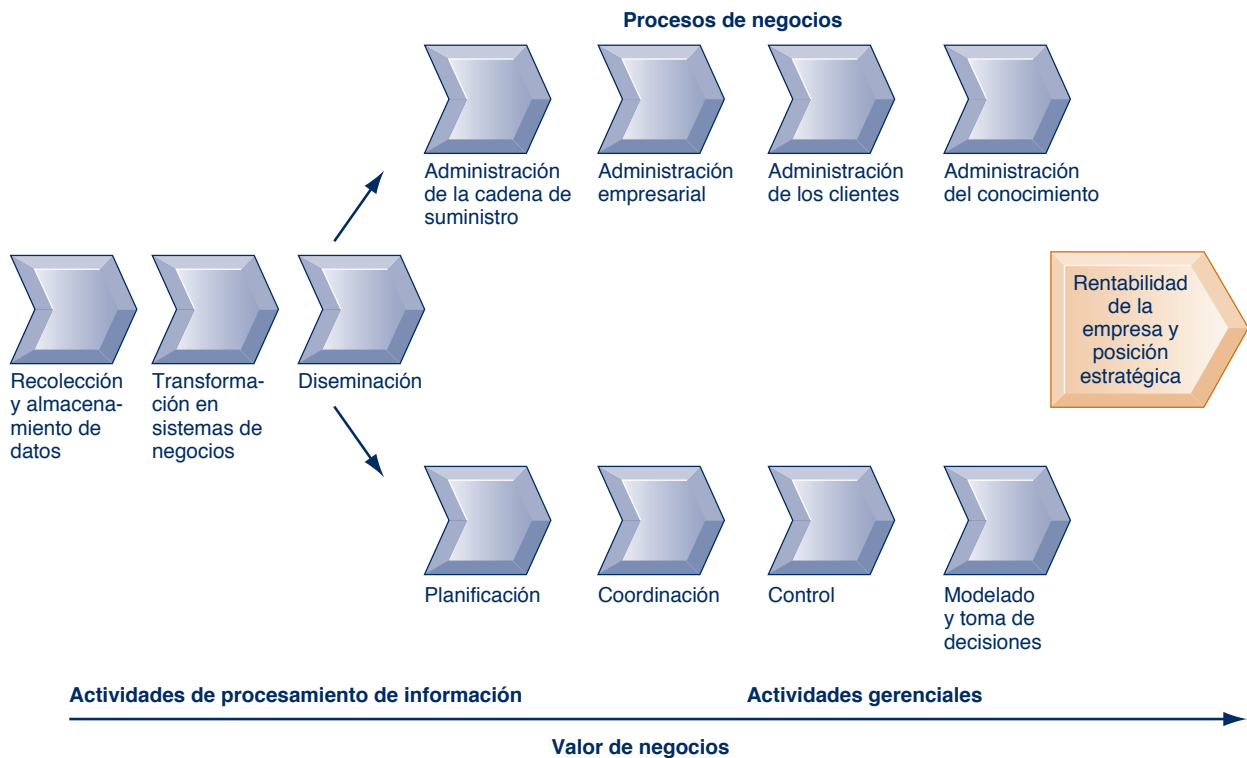 Procesos de negocios
Administración
de la cadena de
suministro
Administración
empresarial
Administración
de los clientes
Administración
del conocimiento
Recolección
y almacena-
miento de
datos
Transforma-
ción en
sistemas de
negocios
Diseminación
Rentabilidad
de la
empresa y
posición
estratégica
Planificación
Coordinación
Control
Modelado
y toma de
decisiones
Actividades de procesamiento de información
Actividades gerenciales
Valor de negocios